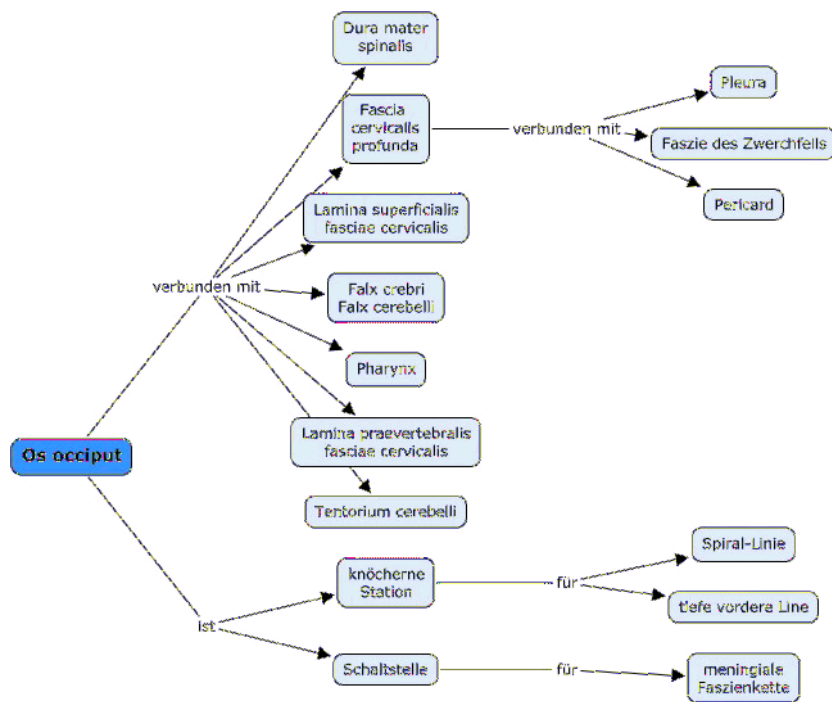 Dura mater
spinalis
Fascia
cervicalis
profunda
verbunden mit
Pleura
Faszie des Zwerchfells
Pericard
Lamina superficialis
fasciae cervicalis
verbunden mit
Falx crebri
Falx cerebelli
Pharynx
Lamina praevertebralis
fasciae cervicalis
Os occiput
Tentorium cerebelli
knöcherne
Station
für
Spiral-Linie
tiefe vordere Line
ist
Schaltstelle
für
meningiale
Faszienkette